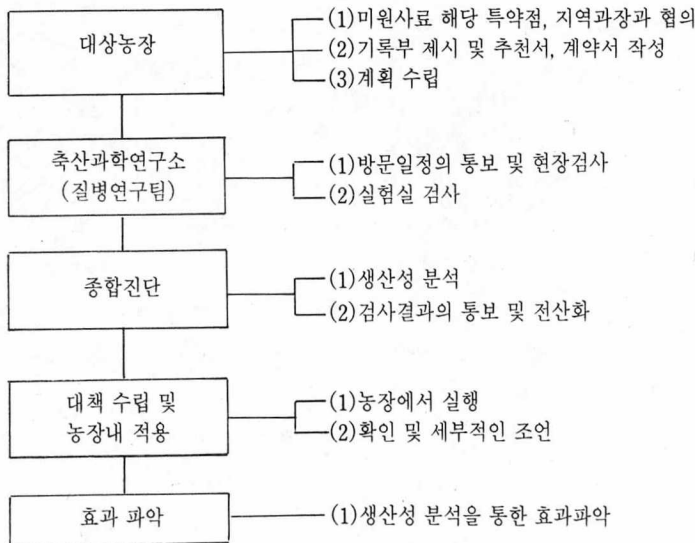 대상농장
(1)미원사료 해당 특약점, 지역과장과 협의
(2)기록부 제시 및 추천서, 계약서 작성
(3)계획 수립
축산과학연구소
(질병연구팀)
(1)방문일정의 통보 및 현장검사
(2)실험실 검사
종합진단
(1)생산성 분석
(2)검사결과의 통보 및 전산화
대책 수립 및
농장내 적용
(1)농장에서 실행
(2)확인 및 세부적인 조언
효과 파악
(1)생산성 분석을 통한 효과파악